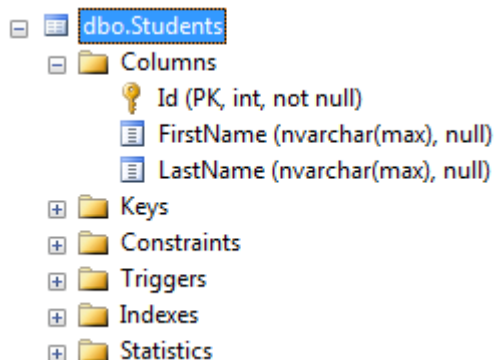 dbo.Students
Columns
Id (PK, int, not null)
FirstName (nvarchar(max), null)
LastName (nvarchar(max), null)
Keys
Constraints
Triggers
Indexes
Statistics